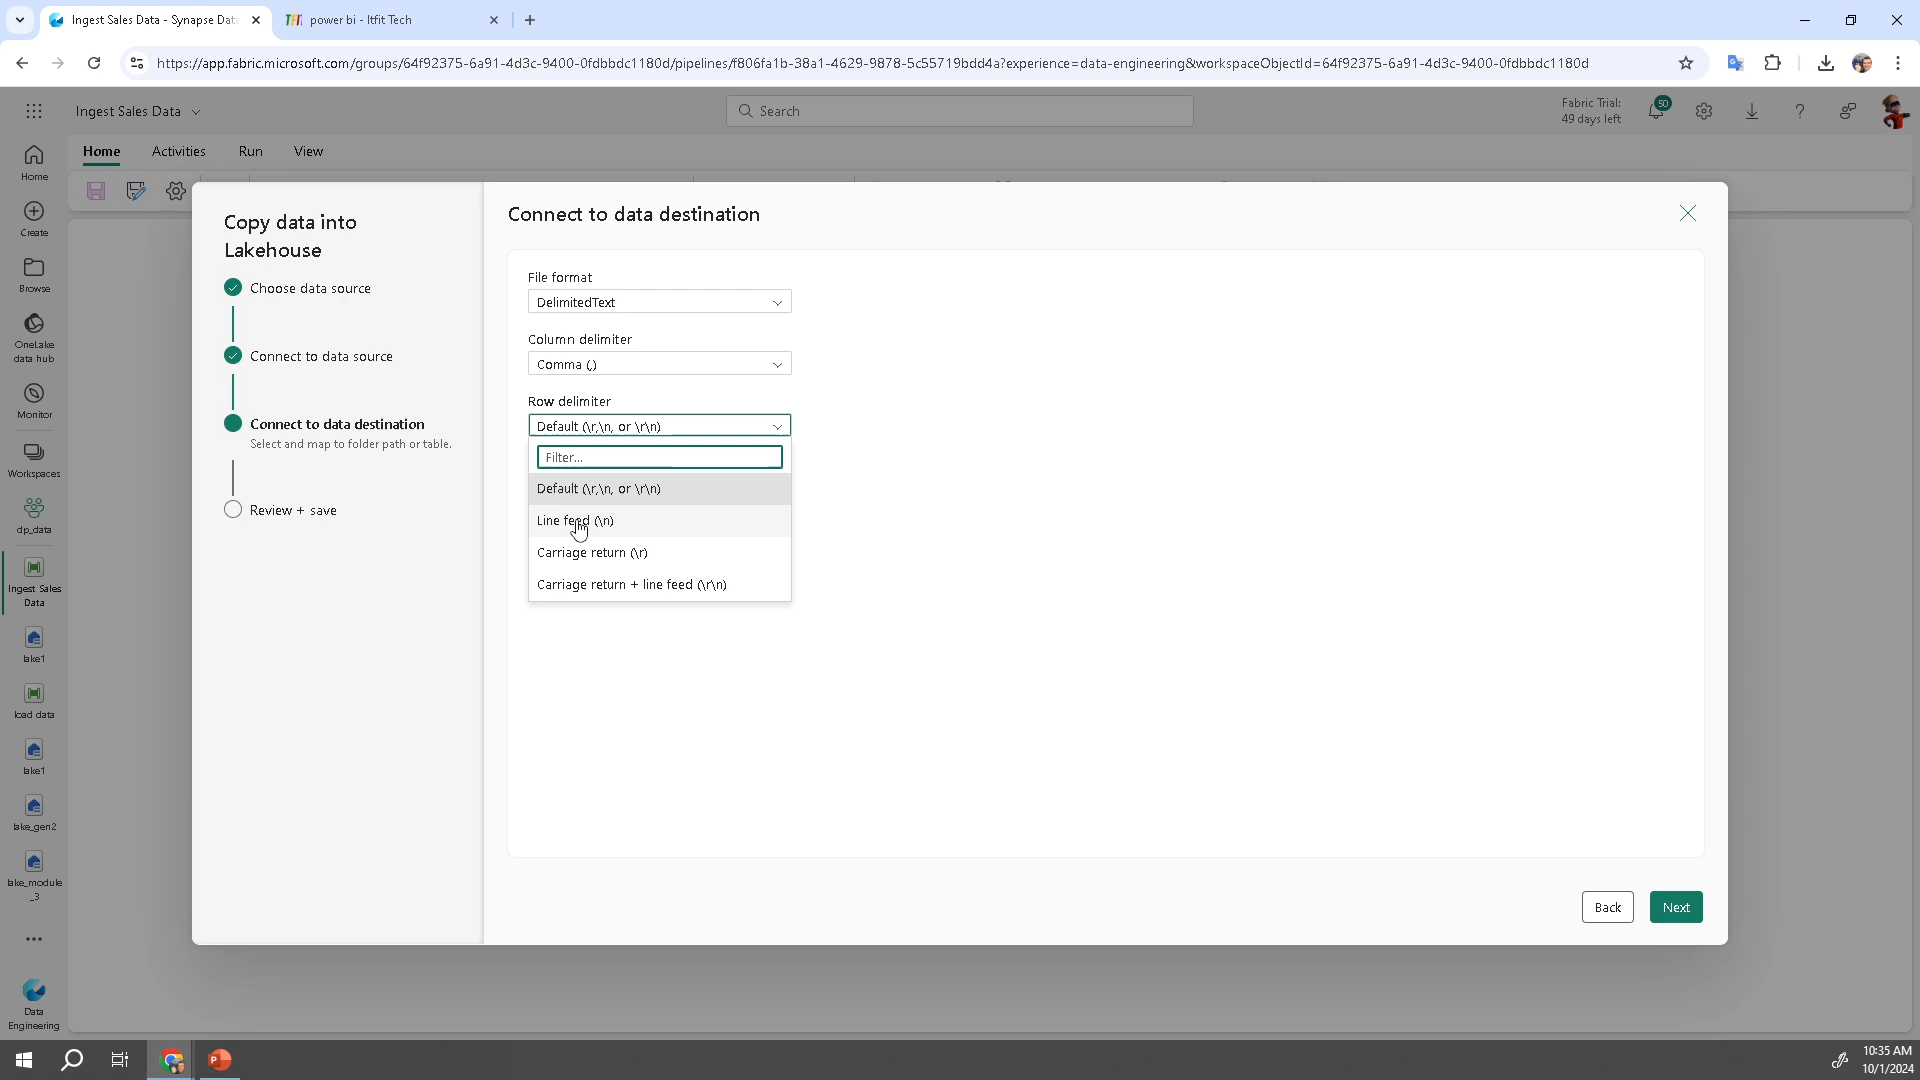 Ingest Sales Data - Synapse Data
power bi - Itfit Tech
https://app.fabric.microsoft.com/groups/64f92375-6a91-4d3c-9400-0fdbbdc1180d/pipelines/f806fa1b-38a1-4629-9878-5c55719bdd4a?experience=data-engineering&workspaceObjectId=64f92375-6a91-4d3c-9400-0fdbbdc1180d
Ingest Sales Data
Search
Fabric Trial:
49 days left
50
Home
Activities
Run
View
Home
Create
Browse
OneLake
data hub
Monitor
Workspaces
dp_data
Ingest Sales
Data
lake1
load data
lake1
lake_gen2
lake_module
_3
Data
Engineering
Copy data into
Lakehouse
Choose data source
Connect to data source
Connect to data destination
Select and map to folder path or table.
Review + save
Connect to data destination
File format
DelimitedText
Column delimiter
Comma (,)
Row delimiter
Default (\r,\n, or \r\n)
Filter...
Default (\r,\n, or \r\n)
Line feed (\n)
Carriage return (\r)
Carriage return + line feed (\r\n)
Back
Next
10:35 AM
10/1/2024